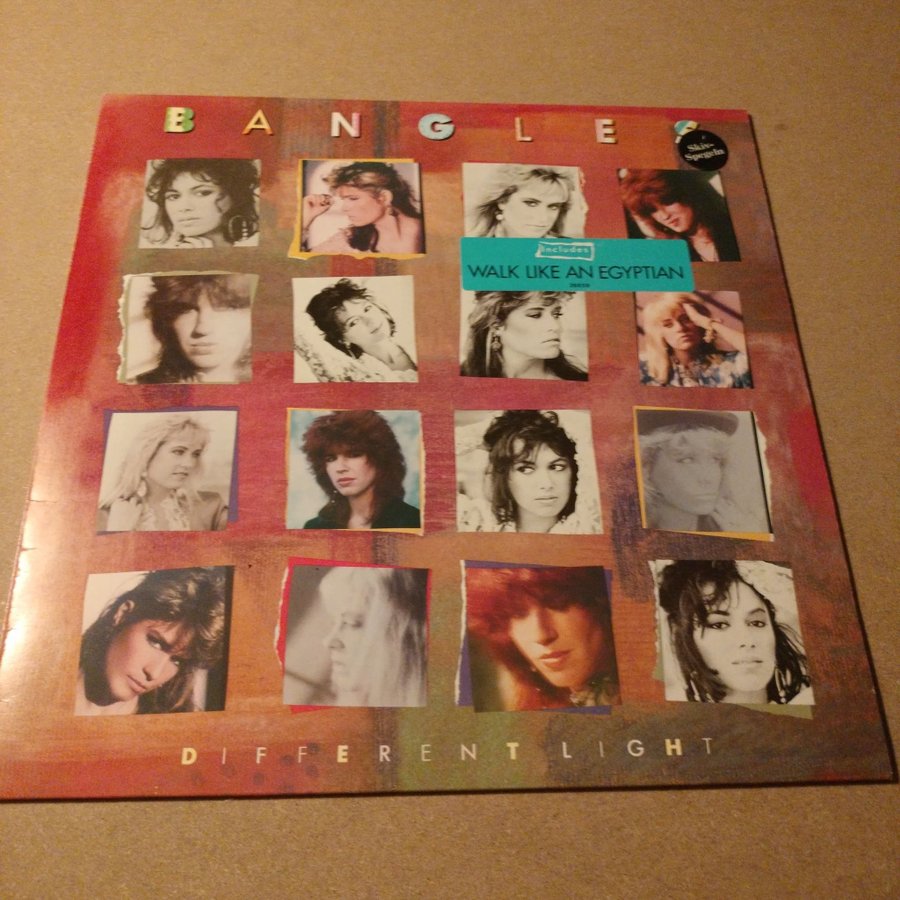 BANGLES
Skiv-
Spegeln
includes
WALK LIKE AN EGYPTIAN
DIFFERENT LIGHT